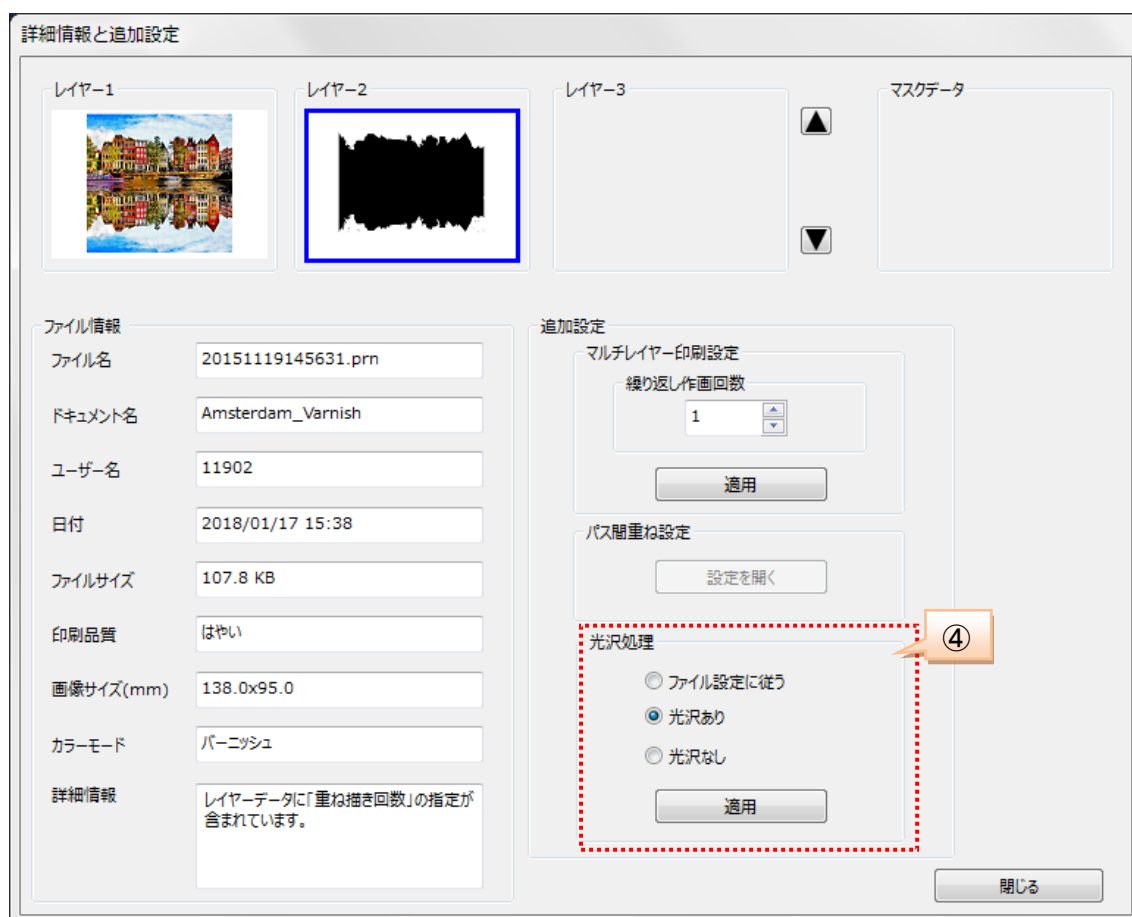 詳細情報と追加設定
レイヤー1
レイヤー2
レイヤー3
マスクデータ
ファイル情報
ファイル名
20151119145631.prn
ドキュメント名
Amsterdam_Varnish
ユーザー名
11902
日付
2018/01/17 15:38
ファイルサイズ
107.8 KB
印刷品質
はやい
画像サイズ(mm)
138.0x95.0
カラーモード
バーニッシュ
詳細情報
レイヤーデータに「重ね描き回数」の指定が
含まれています。
追加設定
マルチレイヤー印刷設定
繰り返し作画回数
1
適用
パス間重ね設定
設定を開く
光沢処理
④
ファイル設定に従う
光沢あり
光沢なし
適用
閉じる